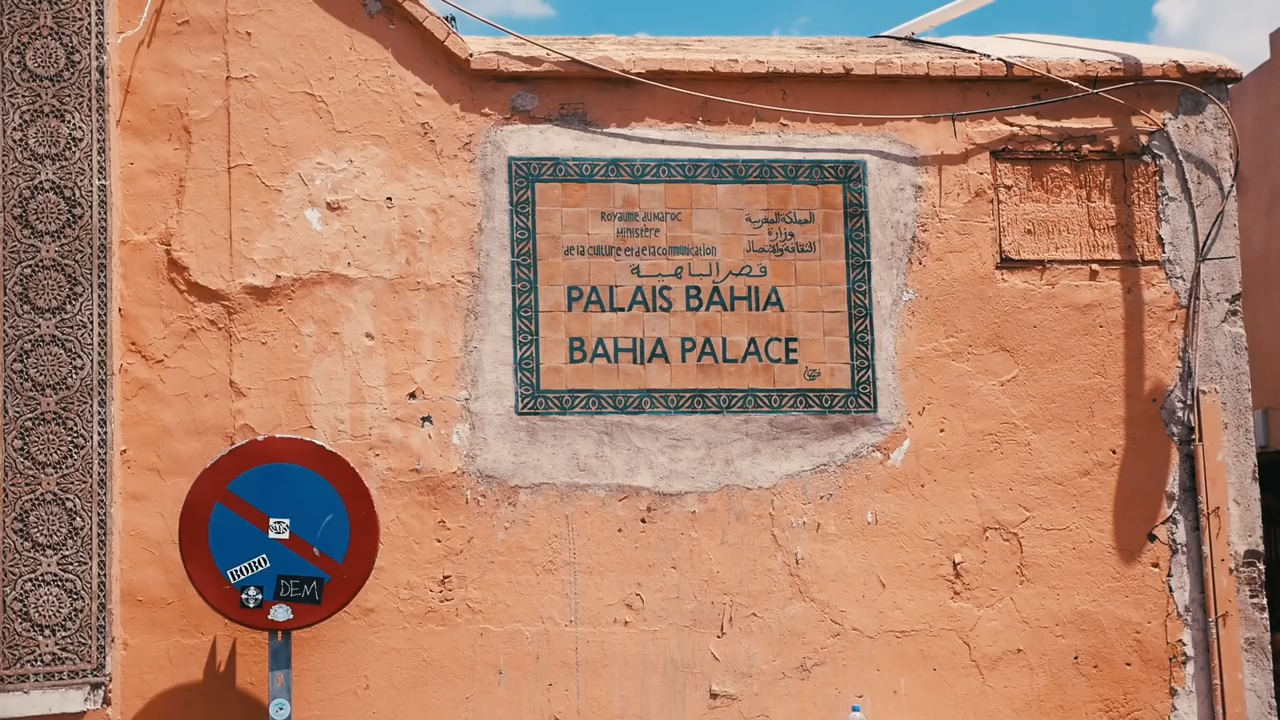 Royaume du Maroc
Ministère
de la culture et de la communication
المملكة المغربية
وزارة
الثقافة والاتصال
قصر الباهية
PALAIS BAHIA
BAHIA PALACE
BOBO
DEM